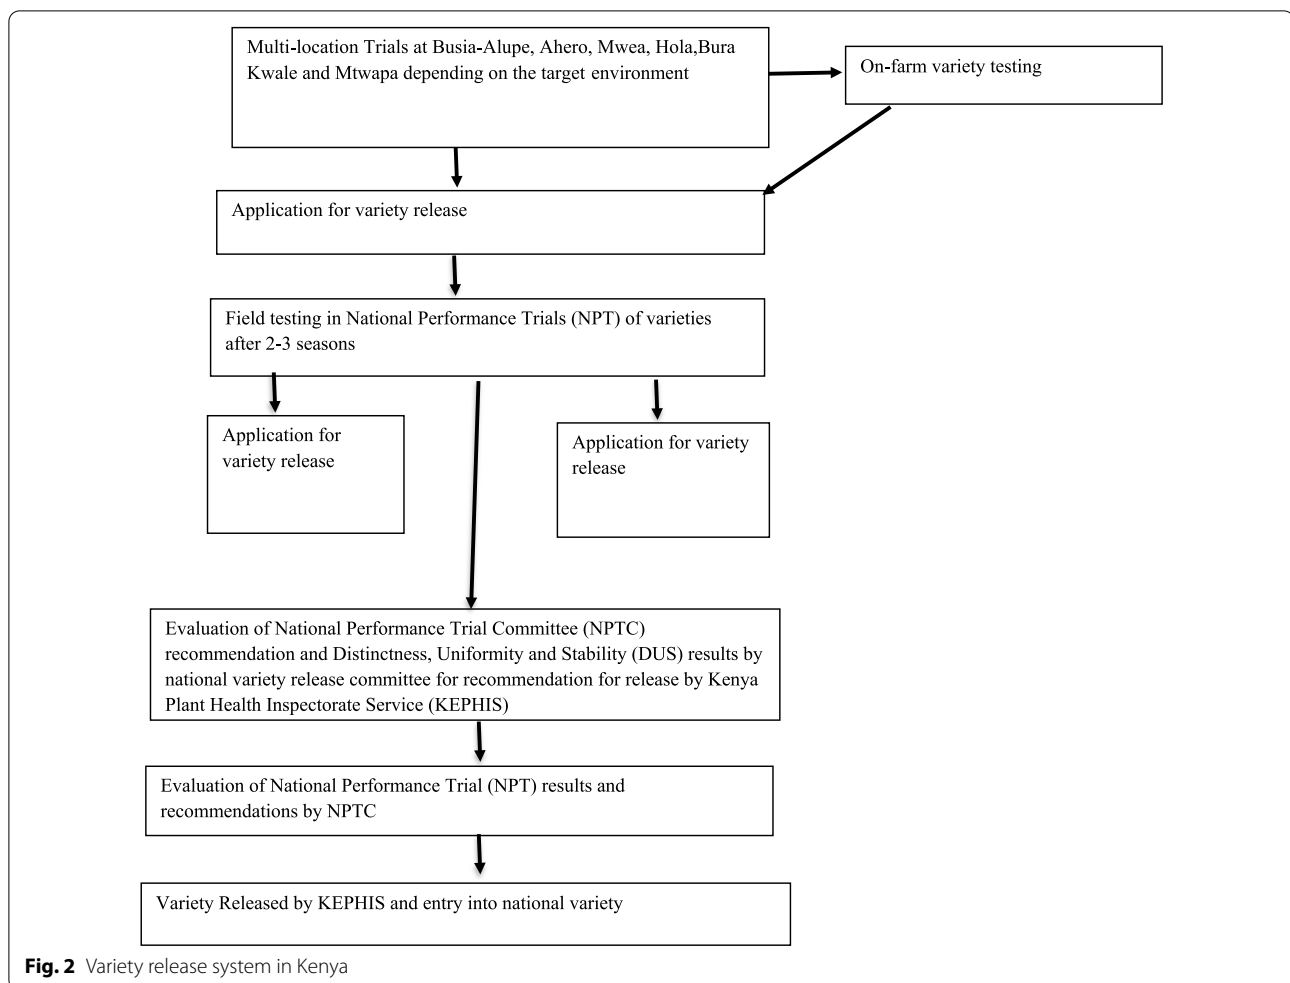 Multi-location Trials at Busia-Alupe, Ahero, Mwea, Hola,Bura
Kwale and Mtwapa depending on the target environment
On-farm variety testing
Application for variety release
Field testing in National Performance Trials (NPT) of varieties
after 2-3 seasons
Application for
variety release
Application for variety
release
Evaluation of National Performance Trial Committee (NPTC)
recommendation and Distinctness, Uniformity and Stability (DUS) results by
national variety release committee for recommendation for release by Kenya
Plant Health Inspectorate Service (KEPHIS)
Evaluation of National Performance Trial (NPT) results and
recommendations by NPTC
Variety Released by KEPHIS and entry into national variety
Fig. 2 Variety release system in Kenya